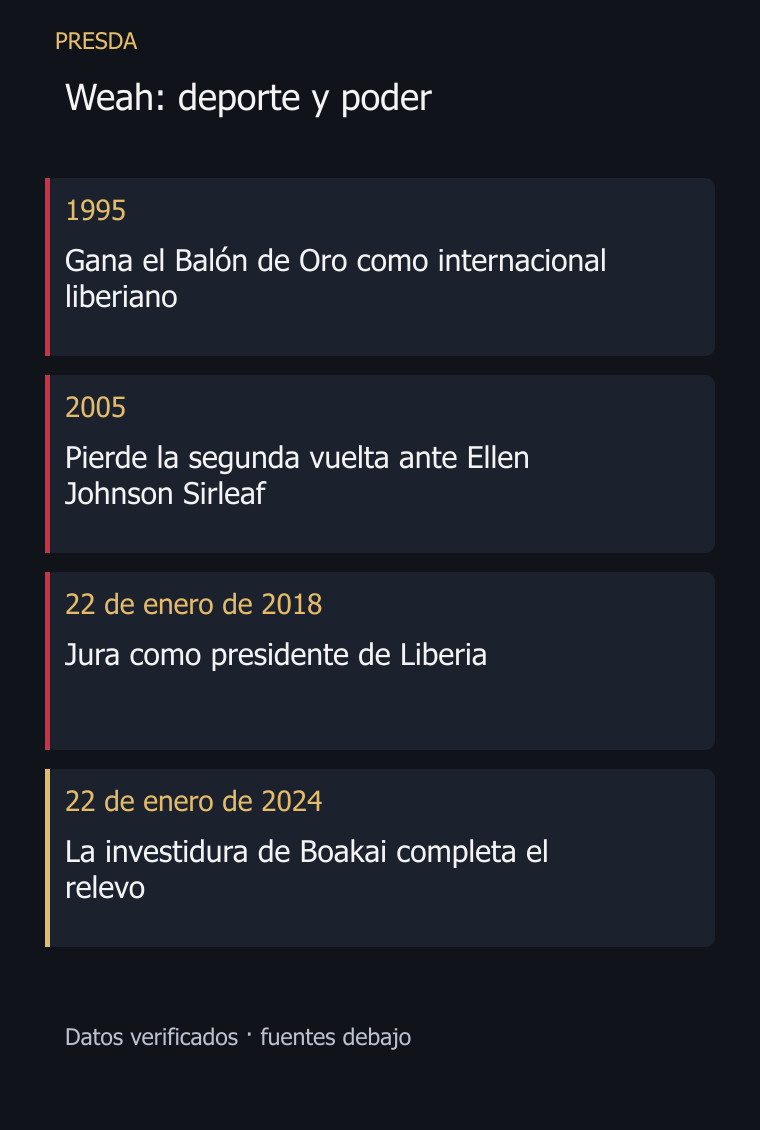 PRESDA
Weah: deporte y poder
1995
Gana el Balón de Oro como internacional
liberiano
2005
Pierde la segunda vuelta ante Ellen
Johnson Sirleaf
22 de enero de 2018
Jura como presidente de Liberia
22 de enero de 2024
La investidura de Boakai completa el
relevo
Datos verificados · fuentes debajo